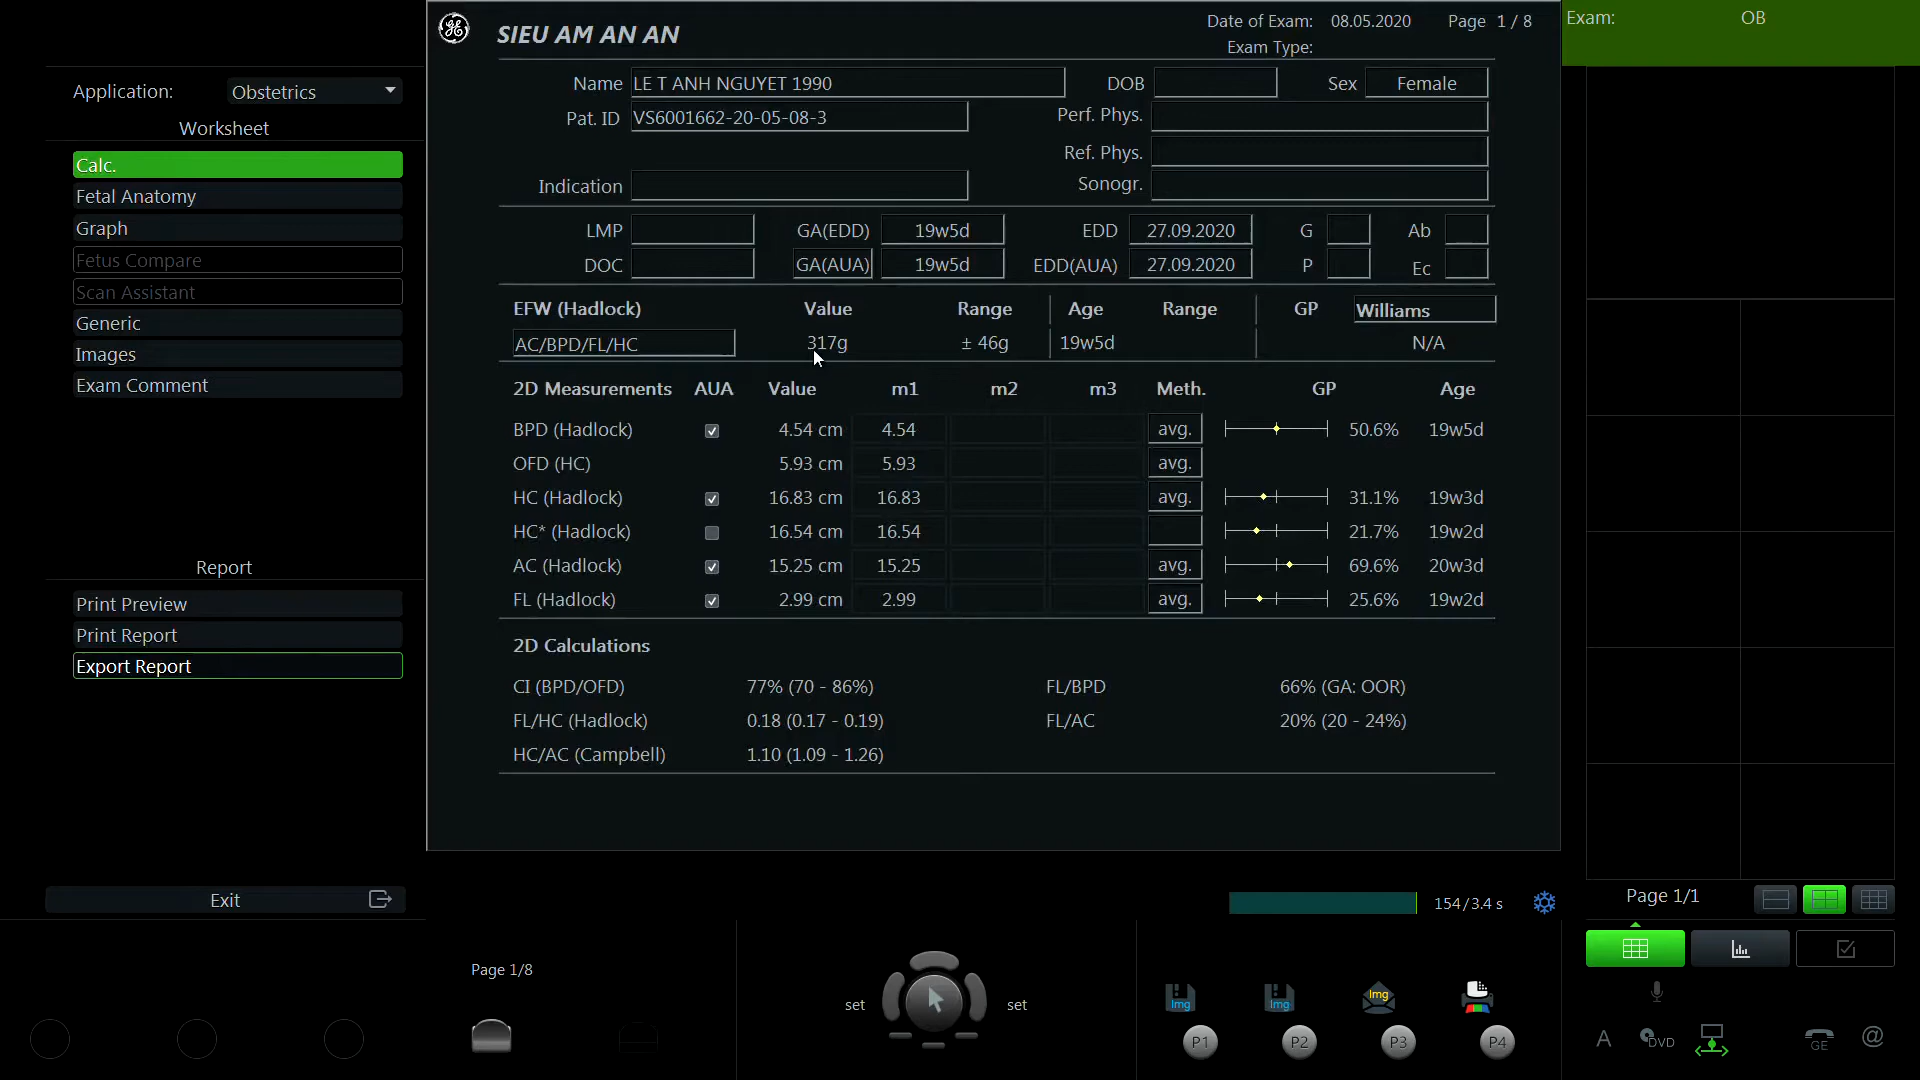 SIEU AM AN AN
Date of Exam: 08.05.2020 Page 1 / 8
Exam Type:
Exam: OB
Application: Obstetrics
Worksheet
Calc.
Fetal Anatomy
Graph
Fetus Compare
Scan Assistant
Generic
Images
Exam Comment
Report
Print Preview
Print Report
Export Report
Exit
Name LE T ANH NGUYET 1990 DOB Sex Female
Pat. ID VS6001662-20-05-08-3 Perf. Phys.
Ref. Phys.
Indication Sonogr.
LMP GA(EDD) 19w5d EDD 27.09.2020 G Ab
DOC GA(AUA) 19w5d EDD(AUA) 27.09.2020 P Ec
EFW (Hadlock) Value Range Age Range GP Williams
AC/BPD/FL/HC 317g ± 46g 19w5d N/A
2D Measurements AUA Value m1 m2 m3 Meth. GP Age
BPD (Hadlock) 4.54 cm 4.54 avg. 50.6% 19w5d
OFD (HC) 5.93 cm 5.93 avg.
HC (Hadlock) 16.83 cm 16.83 avg. 31.1% 19w3d
HC* (Hadlock) 16.54 cm 16.54 21.7% 19w2d
AC (Hadlock) 15.25 cm 15.25 avg. 69.6% 20w3d
FL (Hadlock) 2.99 cm 2.99 avg. 25.6% 19w2d
2D Calculations
CI (BPD/OFD) 77% (70 - 86%) FL/BPD 66% (GA: OOR)
FL/HC (Hadlock) 0.18 (0.17 - 0.19) FL/AC 20% (20 - 24%)
HC/AC (Campbell) 1.10 (1.09 - 1.26)
154/3.4 s
Page 1/1
Page 1/8
set set
Img Img Img
P1 P2 P3 P4
A DVD GE @